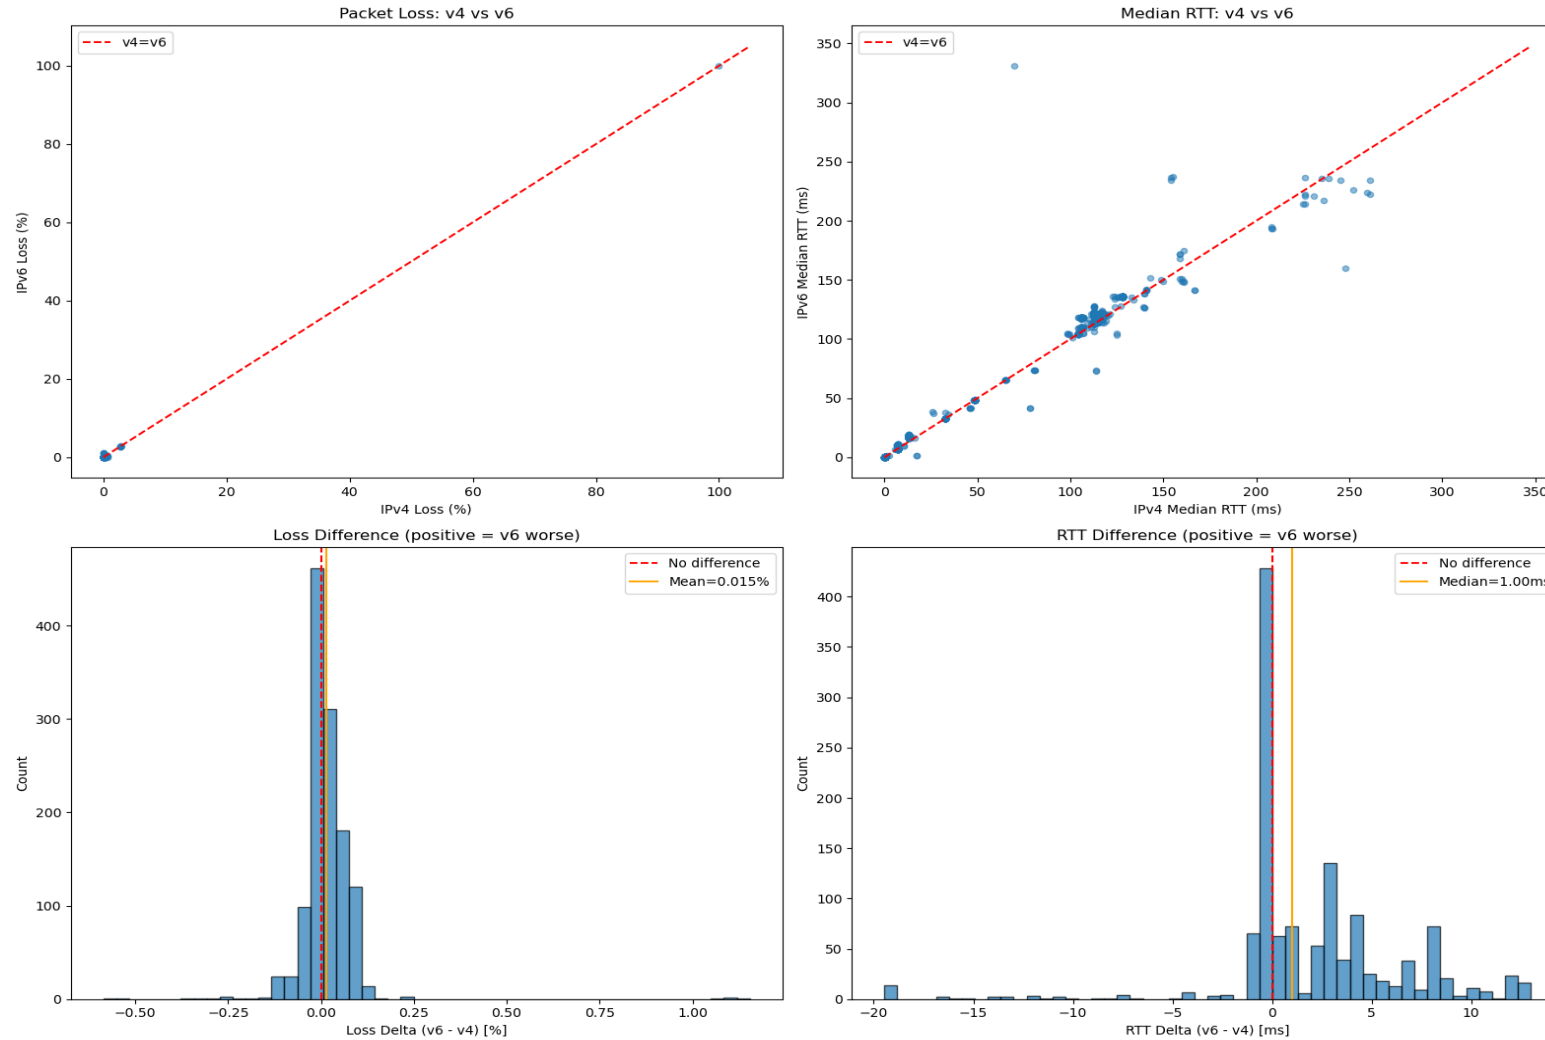 Packet Loss: v4 vs v6
v4=v6
100
80
60
40
20
0
IPv6 Loss (%)
0 20 40 60 80 100
IPv4 Loss (%)
Median RTT: v4 vs v6
v4=v6
350
300
250
200
150
100
50
0
IPv6 Median RTT (ms)
0 50 100 150 200 250 300 350
IPv4 Median RTT (ms)
Loss Difference (positive = v6 worse)
No difference
Mean=0.015%
400
300
200
100
0
Count
−0.50 −0.25 0.00 0.25 0.50 0.75 1.00
Loss Delta (v6 - v4) [%]
RTT Difference (positive = v6 worse)
No difference
Median=1.00ms
400
350
300
250
200
150
100
50
0
Count
−20 −15 −10 −5 0 5 10
RTT Delta (v6 - v4) [ms]